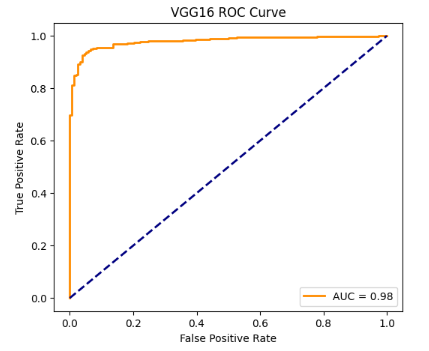 VGG16 ROC Curve
True Positive Rate
1.0
0.8
0.6
0.4
0.2
0.0
0.0 0.2 0.4 0.6 0.8 1.0
False Positive Rate
AUC = 0.98